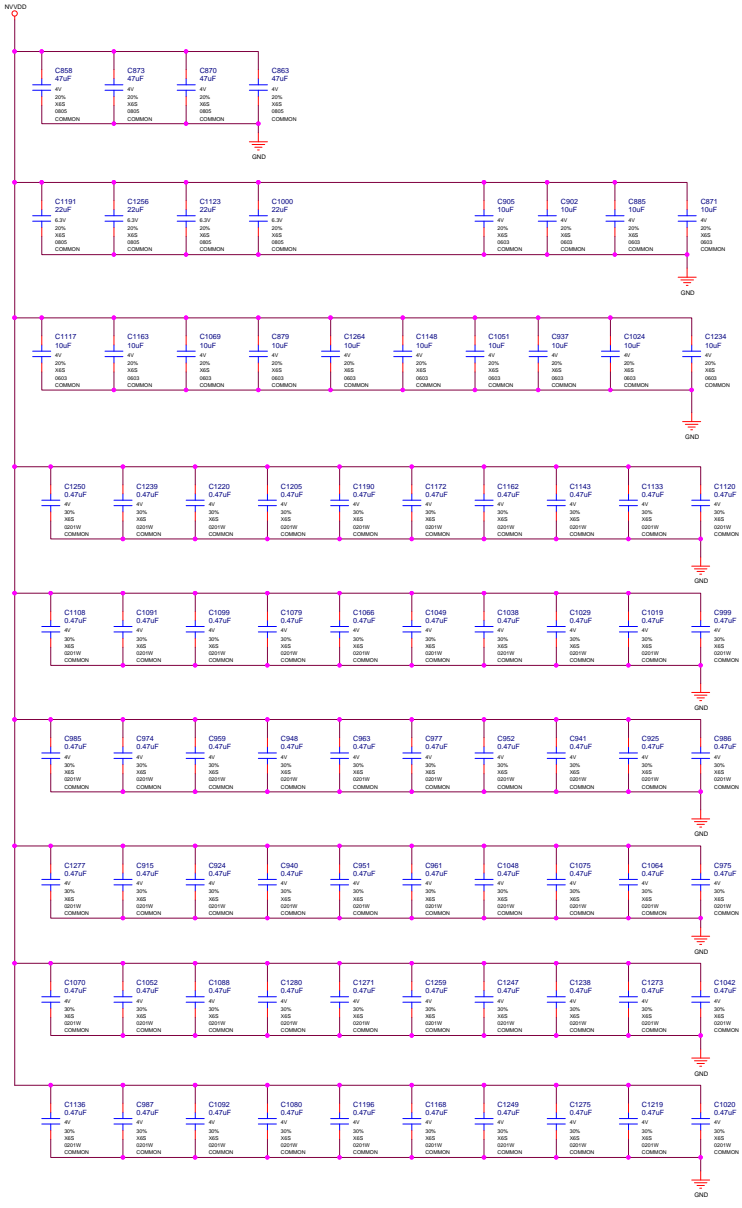 NVVDD
C858 C873 C870 C863
47uF 47uF 47uF 47uF
4V 4V 4V 4V
20% 20% 20% 20%
X6S X6S X6S X6S
0805 0805 0805 0805
COMMON COMMON COMMON COMMON
GND
C1191 C1256 C1123 C1000 C905 C902 C885 C871
22uF 22uF 22uF 22uF 10uF 10uF 10uF 10uF
6.3V 6.3V 6.3V 6.3V 4V 4V 4V 4V
20% 20% 20% 20% 20% 20% 20% 20%
X6S X6S X6S X6S X6S X6S X6S X6S
0805 0805 0805 0805 0603 0603 0603 0603
COMMON COMMON COMMON COMMON COMMON COMMON COMMON COMMON
GND
C1117 C1163 C1069 C879 C1264 C1148 C1051 C937 C1024 C1234
10uF 10uF 10uF 10uF 10uF 10uF 10uF 10uF 10uF 10uF
4V 4V 4V 4V 4V 4V 4V 4V 4V 4V
20% 20% 20% 20% 20% 20% 20% 20% 20% 20%
X6S X6S X6S X6S X6S X6S X6S X6S X6S X6S
0603 0603 0603 0603 0603 0603 0603 0603 0603 0603
COMMON COMMON COMMON COMMON COMMON COMMON COMMON COMMON COMMON COMMON
GND
C1250 C1239 C1220 C1205 C1190 C1172 C1162 C1143 C1133 C1120
0.47uF 0.47uF 0.47uF 0.47uF 0.47uF 0.47uF 0.47uF 0.47uF 0.47uF 0.47uF
4V 4V 4V 4V 4V 4V 4V 4V 4V 4V
30% 30% 30% 30% 30% 30% 30% 30% 30% 30%
X6S X6S X6S X6S X6S X6S X6S X6S X6S X6S
0201W 0201W 0201W 0201W 0201W 0201W 0201W 0201W 0201W 0201W
COMMON COMMON COMMON COMMON COMMON COMMON COMMON COMMON COMMON COMMON
GND
C1108 C1091 C1099 C1079 C1066 C1049 C1038 C1029 C1019 C999
0.47uF 0.47uF 0.47uF 0.47uF 0.47uF 0.47uF 0.47uF 0.47uF 0.47uF 0.47uF
4V 4V 4V 4V 4V 4V 4V 4V 4V 4V
30% 30% 30% 30% 30% 30% 30% 30% 30% 30%
X6S X6S X6S X6S X6S X6S X6S X6S X6S X6S
0201W 0201W 0201W 0201W 0201W 0201W 0201W 0201W 0201W 0201W
COMMON COMMON COMMON COMMON COMMON COMMON COMMON COMMON COMMON COMMON
GND
C985 C974 C959 C948 C963 C977 C952 C941 C925 C986
0.47uF 0.47uF 0.47uF 0.47uF 0.47uF 0.47uF 0.47uF 0.47uF 0.47uF 0.47uF
4V 4V 4V 4V 4V 4V 4V 4V 4V 4V
30% 30% 30% 30% 30% 30% 30% 30% 30% 30%
X6S X6S X6S X6S X6S X6S X6S X6S X6S X6S
0201W 0201W 0201W 0201W 0201W 0201W 0201W 0201W 0201W 0201W
COMMON COMMON COMMON COMMON COMMON COMMON COMMON COMMON COMMON COMMON
GND
C1277 C915 C924 C940 C951 C961 C1048 C1075 C1064 C975
0.47uF 0.47uF 0.47uF 0.47uF 0.47uF 0.47uF 0.47uF 0.47uF 0.47uF 0.47uF
4V 4V 4V 4V 4V 4V 4V 4V 4V 4V
30% 30% 30% 30% 30% 30% 30% 30% 30% 30%
X6S X6S X6S X6S X6S X6S X6S X6S X6S X6S
0201W 0201W 0201W 0201W 0201W 0201W 0201W 0201W 0201W 0201W
COMMON COMMON COMMON COMMON COMMON COMMON COMMON COMMON COMMON COMMON
GND
C1070 C1052 C1088 C1280 C1271 C1259 C1247 C1238 C1273 C1042
0.47uF 0.47uF 0.47uF 0.47uF 0.47uF 0.47uF 0.47uF 0.47uF 0.47uF 0.47uF
4V 4V 4V 4V 4V 4V 4V 4V 4V 4V
30% 30% 30% 30% 30% 30% 30% 30% 30% 30%
X6S X6S X6S X6S X6S X6S X6S X6S X6S X6S
0201W 0201W 0201W 0201W 0201W 0201W 0201W 0201W 0201W 0201W
COMMON COMMON COMMON COMMON COMMON COMMON COMMON COMMON COMMON COMMON
GND
C1136 C987 C1092 C1080 C1196 C1168 C1249 C1275 C1219 C1020
0.47uF 0.47uF 0.47uF 0.47uF 0.47uF 0.47uF 0.47uF 0.47uF 0.47uF 0.47uF
4V 4V 4V 4V 4V 4V 4V 4V 4V 4V
30% 30% 30% 30% 30% 30% 30% 30% 30% 30%
X6S X6S X6S X6S X6S X6S X6S X6S X6S X6S
0201W 0201W 0201W 0201W 0201W 0201W 0201W 0201W 0201W 0201W
COMMON COMMON COMMON COMMON COMMON COMMON COMMON COMMON COMMON COMMON
GND